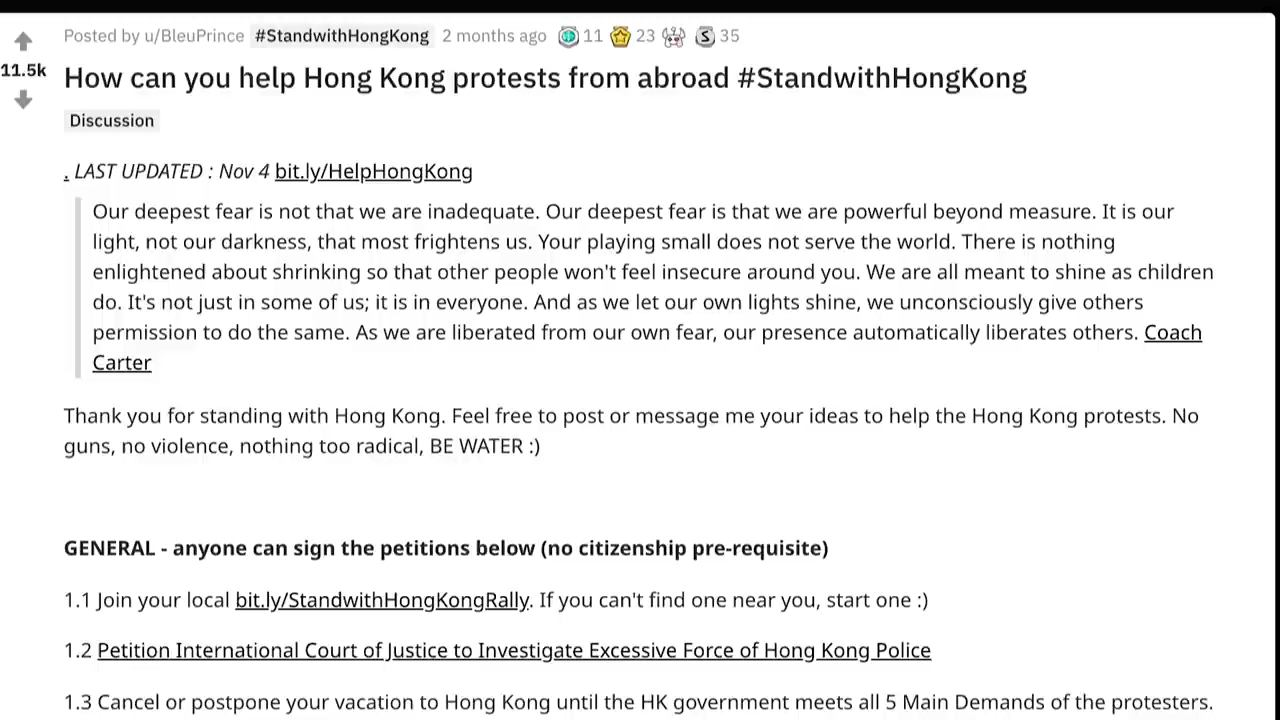 Posted by u/BleuPrince #StandwithHongKong 2 months ago 11 23 35
11.5k
How can you help Hong Kong protests from abroad #StandwithHongKong
Discussion
. LAST UPDATED : Nov 4 bit.ly/HelpHongKong
Our deepest fear is not that we are inadequate. Our deepest fear is that we are powerful beyond measure. It is our
light, not our darkness, that most frightens us. Your playing small does not serve the world. There is nothing
enlightened about shrinking so that other people won't feel insecure around you. We are all meant to shine as children
do. It's not just in some of us; it is in everyone. And as we let our own lights shine, we unconsciously give others
permission to do the same. As we are liberated from our own fear, our presence automatically liberates others. Coach
Carter
Thank you for standing with Hong Kong. Feel free to post or message me your ideas to help the Hong Kong protests. No
guns, no violence, nothing too radical, BE WATER :)
GENERAL - anyone can sign the petitions below (no citizenship pre-requisite)
1.1 Join your local bit.ly/StandwithHongKongRally. If you can't find one near you, start one :)
1.2 Petition International Court of Justice to Investigate Excessive Force of Hong Kong Police
1.3 Cancel or postpone your vacation to Hong Kong until the HK government meets all 5 Main Demands of the protesters.